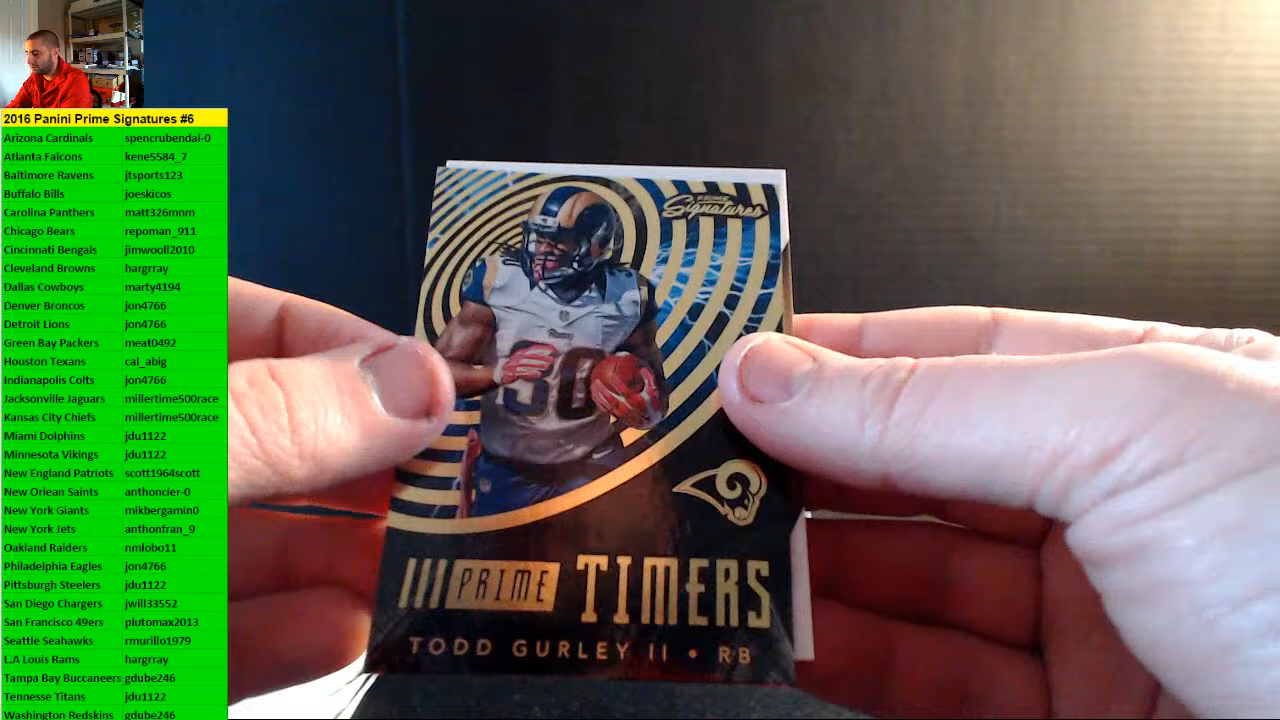 2016 Panini Prime Signatures #6
Arizona Cardinals spencrubendal-0
Atlanta Falcons kene5584_7
Baltimore Ravens jtsports123
Buffalo Bills joeskicos
Carolina Panthers matt326mnm
Chicago Bears repoman_911
Cincinnati Bengals jimwooll2010
Cleveland Browns hargrray
Dallas Cowboys marty4194
Denver Broncos jon4766
Detroit Lions jon4766
Green Bay Packers meat0492
Houston Texans cal_abig
Indianapolis Colts jon4766
Jacksonville Jaguars millertime500race
Kansas City Chiefs millertime500race
Miami Dolphins jdu1122
Minnesota Vikings jdu1122
New England Patriots scott1964scott
New Orlean Saints anthoncier-0
New York Giants mikbergamin0
New York Jets anthonfran_9
Oakland Raiders nmlobo11
Philadelphia Eagles jon4766
Pittsburgh Steelers jdu1122
San Diego Chargers jwill33552
San Francisco 49ers plutomax2013
Seattle Seahawks rmurillo1979
L.A Louis Rams hargrray
Tampa Bay Buccaneers gdube246
Tennesse Titans jdu1122
Washington Redskins gdube246
PRIME
Signatures
30
PRIME TIMERS
TODD GURLEY II • RB